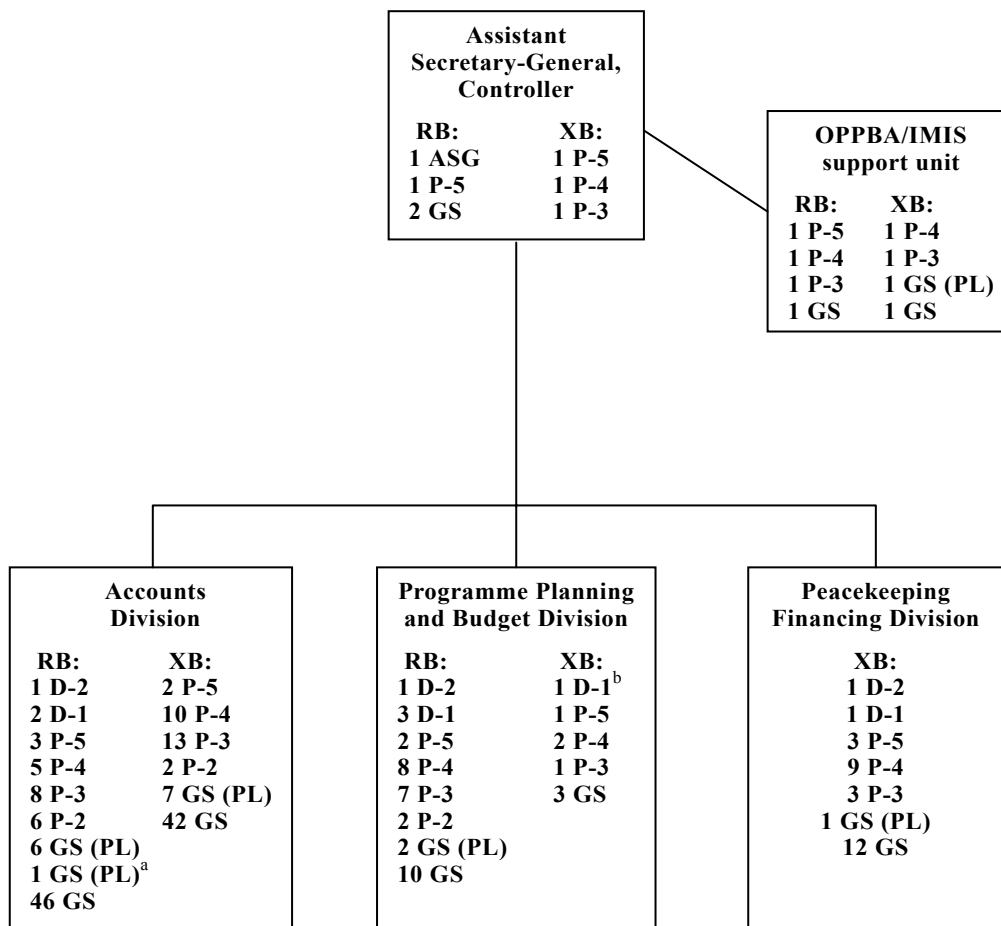 Assistant
Secretary-General,
Controller
RB: XB:
1 ASG 1 P-5
1 P-5 1 P-4
2 GS 1 P-3
OPPBA/IMIS
support unit
RB: XB:
1 P-5 1 P-4
1 P-4 1 P-3
1 P-3 1 GS (PL)
1 GS 1 GS
Accounts
Division
RB: XB:
1 D-2 2 P-5
2 D-1 10 P-4
3 P-5 13 P-3
5 P-4 2 P-2
8 P-3 7 GS (PL)
6 P-2 42 GS
6 GS (PL)
1 GS (PL)a
46 GS
Programme Planning
and Budget Division
RB: XB:
1 D-2 1 D-1b
3 D-1 1 P-5
2 P-5 2 P-4
8 P-4 1 P-3
7 P-3 3 GS
2 P-2
2 GS (PL)
10 GS
Peacekeeping
Financing Division
XB:
1 D-2
1 D-1
3 P-5
9 P-4
3 P-3
1 GS (PL)
12 GS